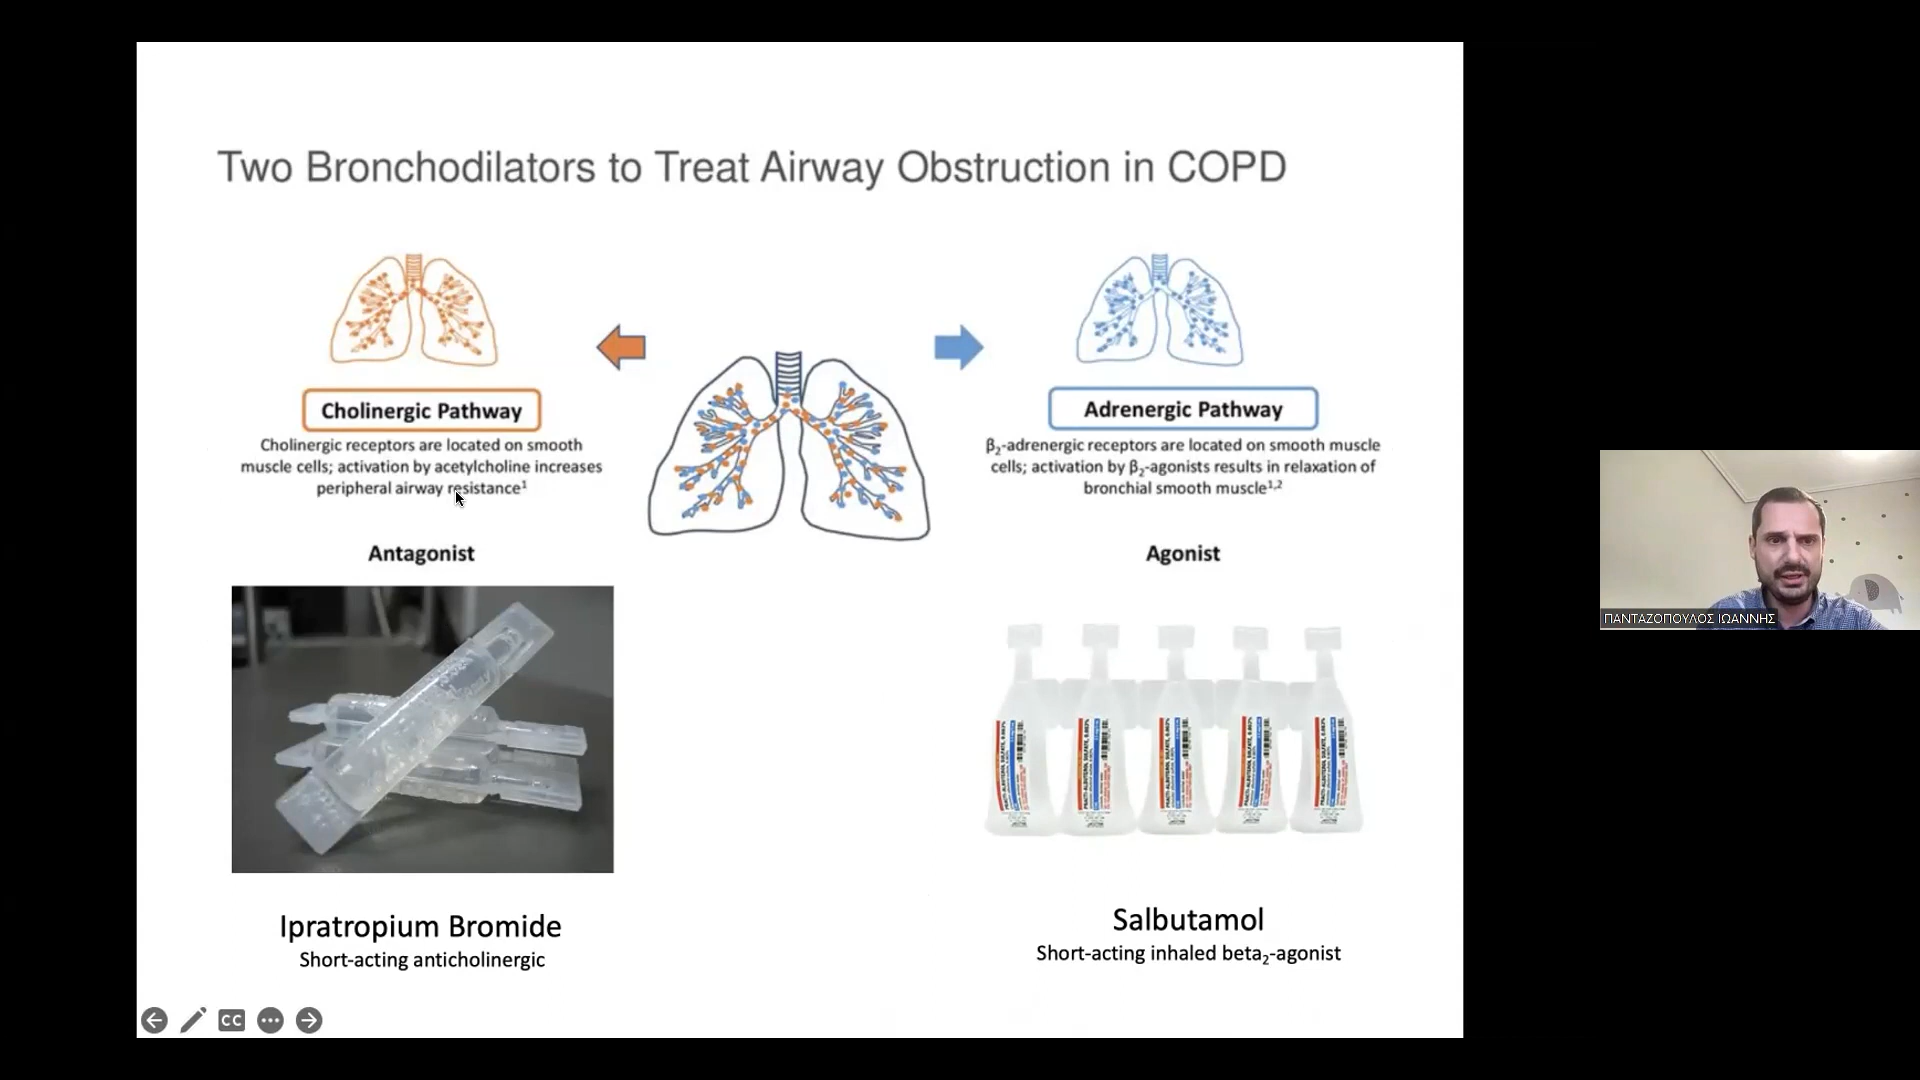 Two Bronchodilators to Treat Airway Obstruction in COPD
Cholinergic Pathway
Cholinergic receptors are located on smooth
muscle cells; activation by acetylcholine increases
peripheral airway resistance¹
Antagonist
Ipratropium Bromide
Short-acting anticholinergic
Adrenergic Pathway
β₂-adrenergic receptors are located on smooth muscle
cells; activation by β₂-agonists results in relaxation of
bronchial smooth muscle¹,²
Agonist
Salbutamol
Short-acting inhaled beta₂-agonist
CC
ΠΑΝΤΑΖΟΠΟΥΛΟΣ ΙΩΑΝΝΗΣ